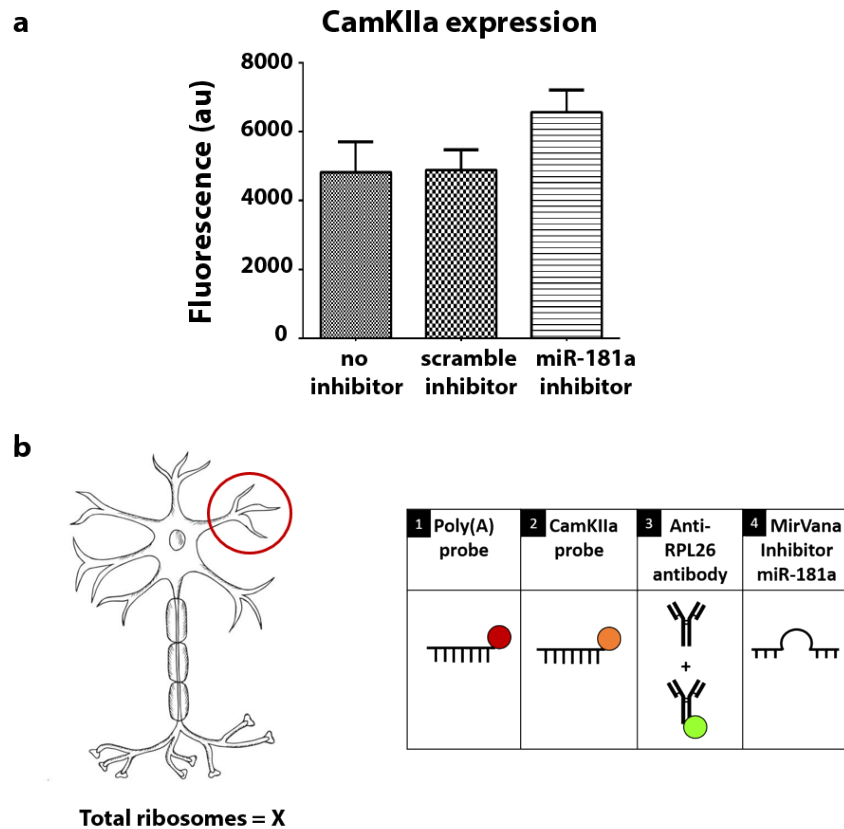 a
CamKIIa expression
Fluorescence (au)
8000
6000
4000
2000
0
no
inhibitor
scramble
inhibitor
miR-181a
inhibitor
b
Total ribosomes = X
1 Poly(A)
probe
2 CamKIIa
probe
3 Anti-
RPL26
antibody
4 MirVana
Inhibitor
miR-181a
+